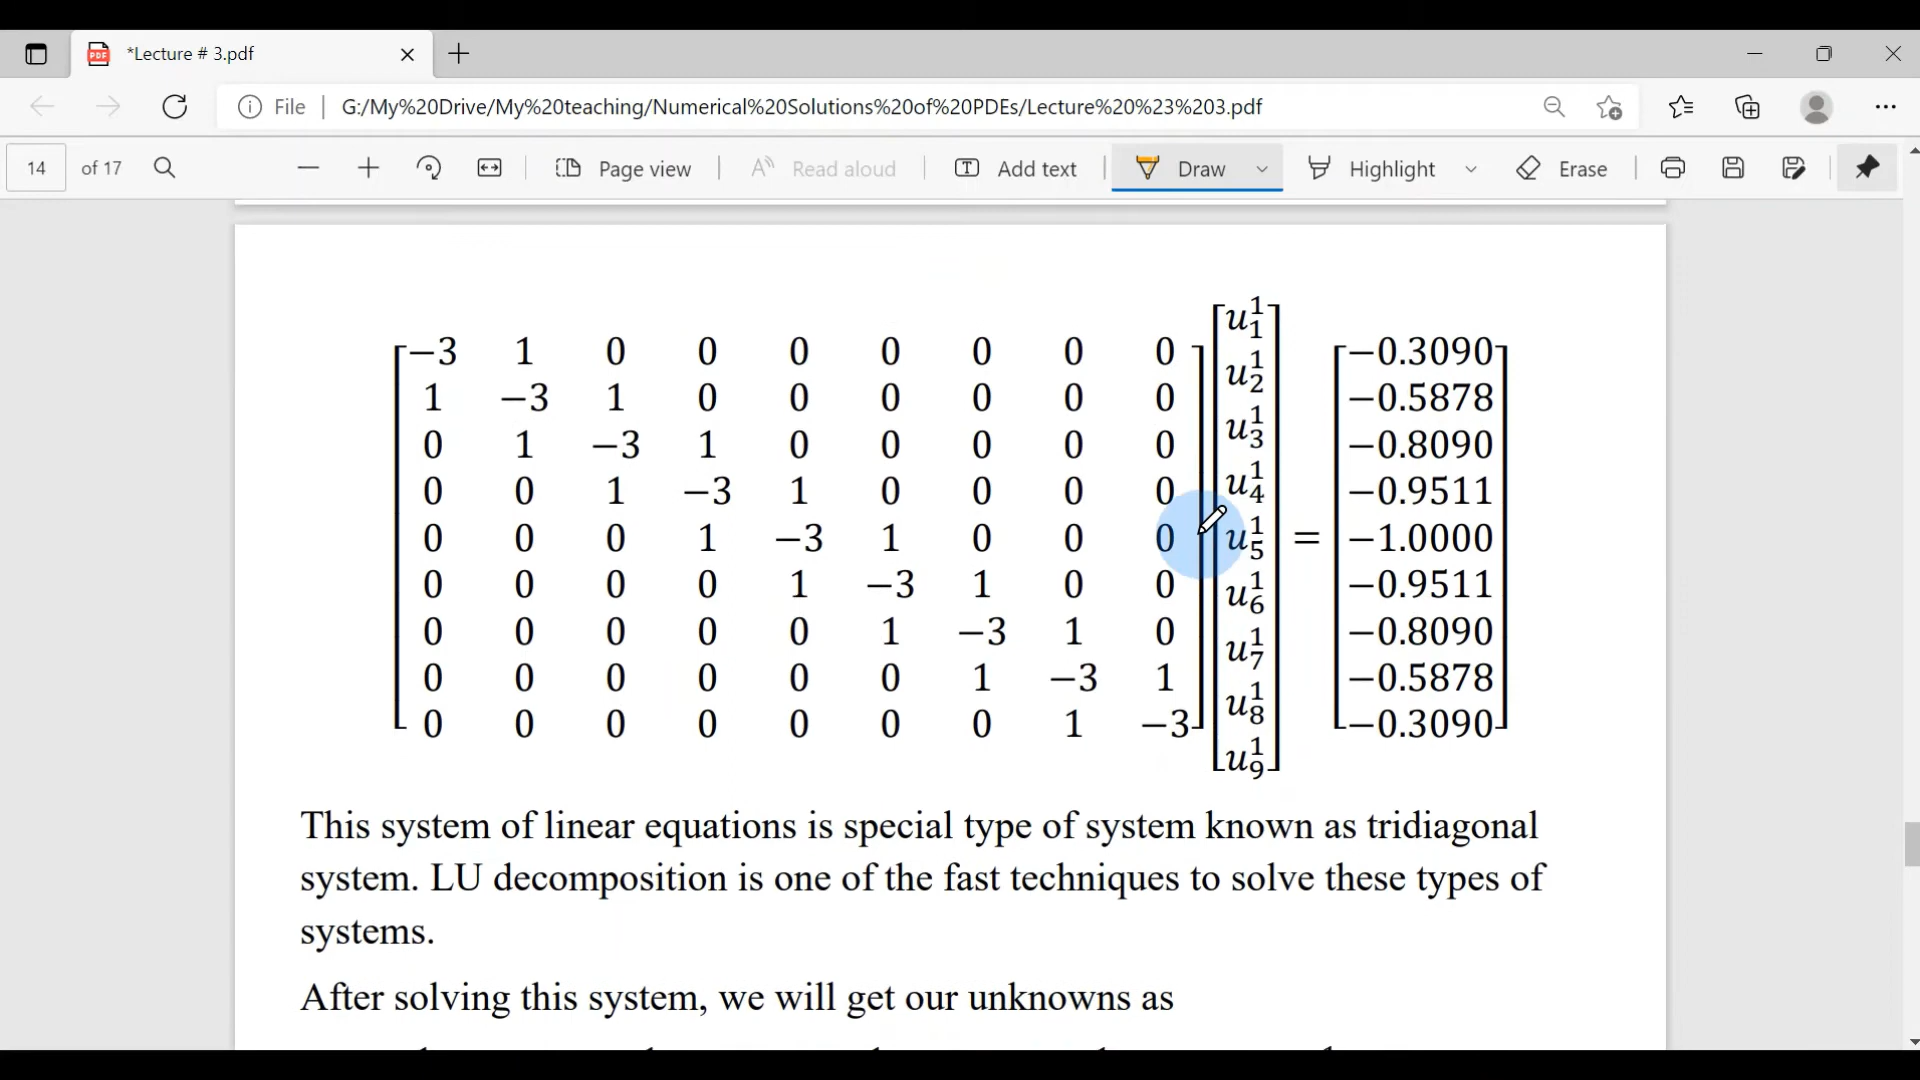 *Lecture # 3.pdf
File | G:/My%20Drive/My%20teaching/Numerical%20Solutions%20of%20PDEs/Lecture%20%23%203.pdf
14 of 17 Page view Read aloud Add text Draw Highlight Erase
−3 1 0 0 0 0 0 0 0 u₁¹ −0.3090
1 −3 1 0 0 0 0 0 0 u₂¹ −0.5878
0 1 −3 1 0 0 0 0 0 u₃¹ −0.8090
0 0 1 −3 1 0 0 0 0 u₄¹ −0.9511
0 0 0 1 −3 1 0 0 0 u₅¹ = −1.0000
0 0 0 0 1 −3 1 0 0 u₆¹ −0.9511
0 0 0 0 0 1 −3 1 0 u₇¹ −0.8090
0 0 0 0 0 0 1 −3 1 u₈¹ −0.5878
0 0 0 0 0 0 0 1 −3 u₉¹ −0.3090
This system of linear equations is special type of system known as tridiagonal
system. LU decomposition is one of the fast techniques to solve these types of
systems.
After solving this system, we will get our unknowns as